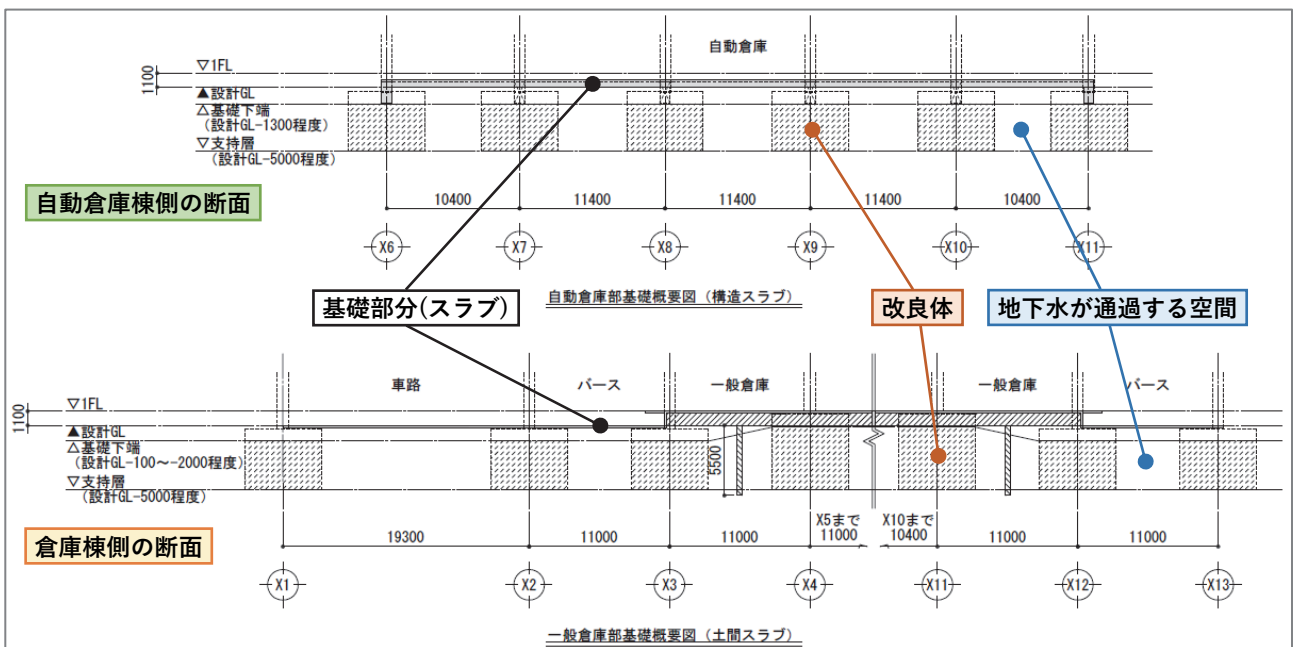 自動倉庫
1100
▽1FL
▲設計GL
△基礎下端
(設計GL-1300程度)
▽支持層
(設計GL-5000程度)
自動倉庫棟側の断面
10400
11400
11400
11400
10400
X6
X7
X8
X9
X10
X11
基礎部分(スラブ)
自動倉庫部基礎概要図(構造スラブ)
改良体
地下水が通過する空間
車路
バース
一般倉庫
一般倉庫
バース
1100
▽1FL
▲設計GL
△基礎下端
(設計GL-100~-2000程度)
▽支持層
(設計GL-5000程度)
5500
倉庫棟側の断面
19300
11000
11000
X5まで
11000
X10まで
10400
11000
11000
X1
X2
X3
X4
X11
X12
X13
一般倉庫部基礎概要図(土間スラブ)